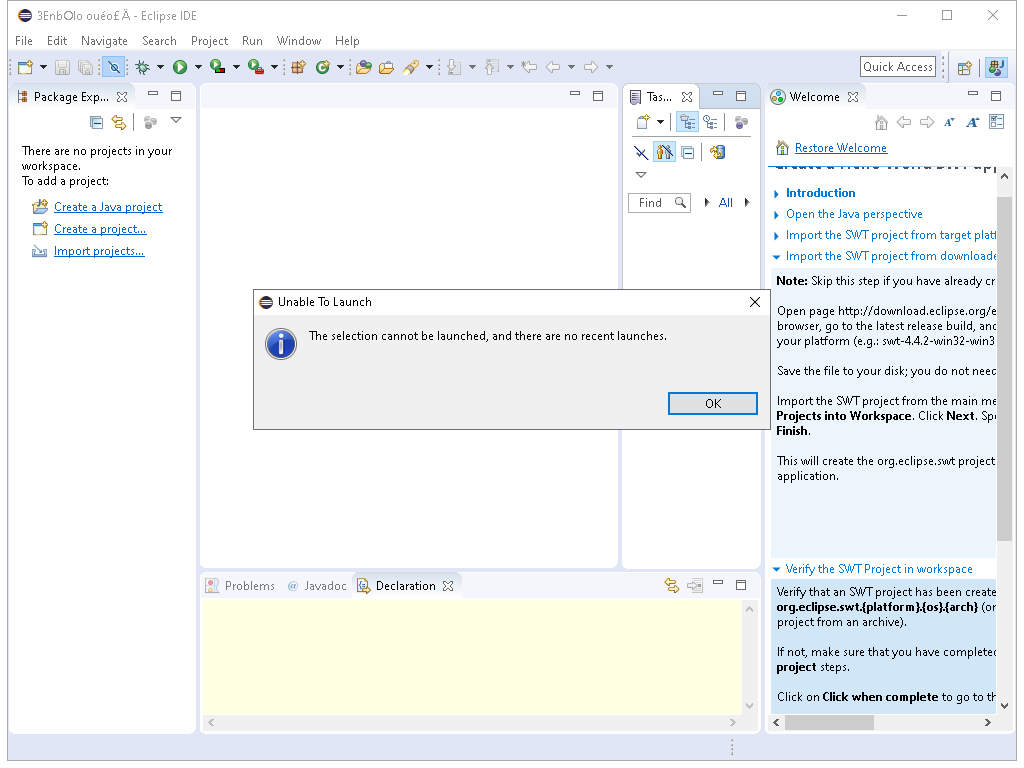 3EnbOlo ouéo£Ä - Eclipse IDE
File Edit Navigate Search Project Run Window Help
Quick Access
Package Exp...
There are no projects in your
workspace.
To add a project:
Create a Java project
Create a project...
Import projects...
Tas...
Find
All
Welcome
Restore Welcome
Create a Hello World SWT app
Introduction
Open the Java perspective
Import the SWT project from target platf
Import the SWT project from downloade
Note: Skip this step if you have already cr
Open page http://download.eclipse.org/e
browser, go to the latest release build, and
your platform (e.g.: swt-4.4.2-win32-win3
Save the file to your disk; you do not need
Import the SWT project from the main me
Projects into Workspace. Click Next. Spe
Finish.
This will create the org.eclipse.swt project
application.
Verify the SWT Project in workspace
Verify that an SWT project has been create
org.eclipse.swt.{platform}.{os}.{arch} (or
project from an archive).
If not, make sure that you have completed
project steps.
Click on Click when complete to go to th
Unable To Launch
The selection cannot be launched, and there are no recent launches.
OK
Problems
@ Javadoc
Declaration